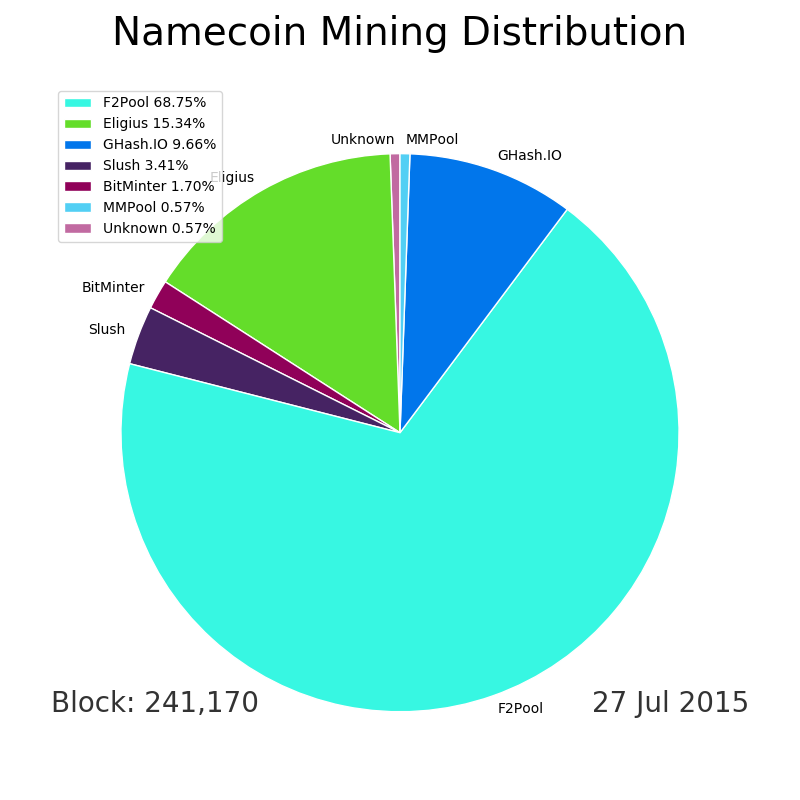 Namecoin Mining Distribution
F2Pool 68.75%
Eligius 15.34%
GHash.IO 9.66%
Slush 3.41%
BitMinter 1.70%
MMPool 0.57%
Unknown 0.57%
Unknown
MMPool
GHash.IO
Eligius
BitMinter
Slush
F2Pool
Block: 241,170
27 Jul 2015